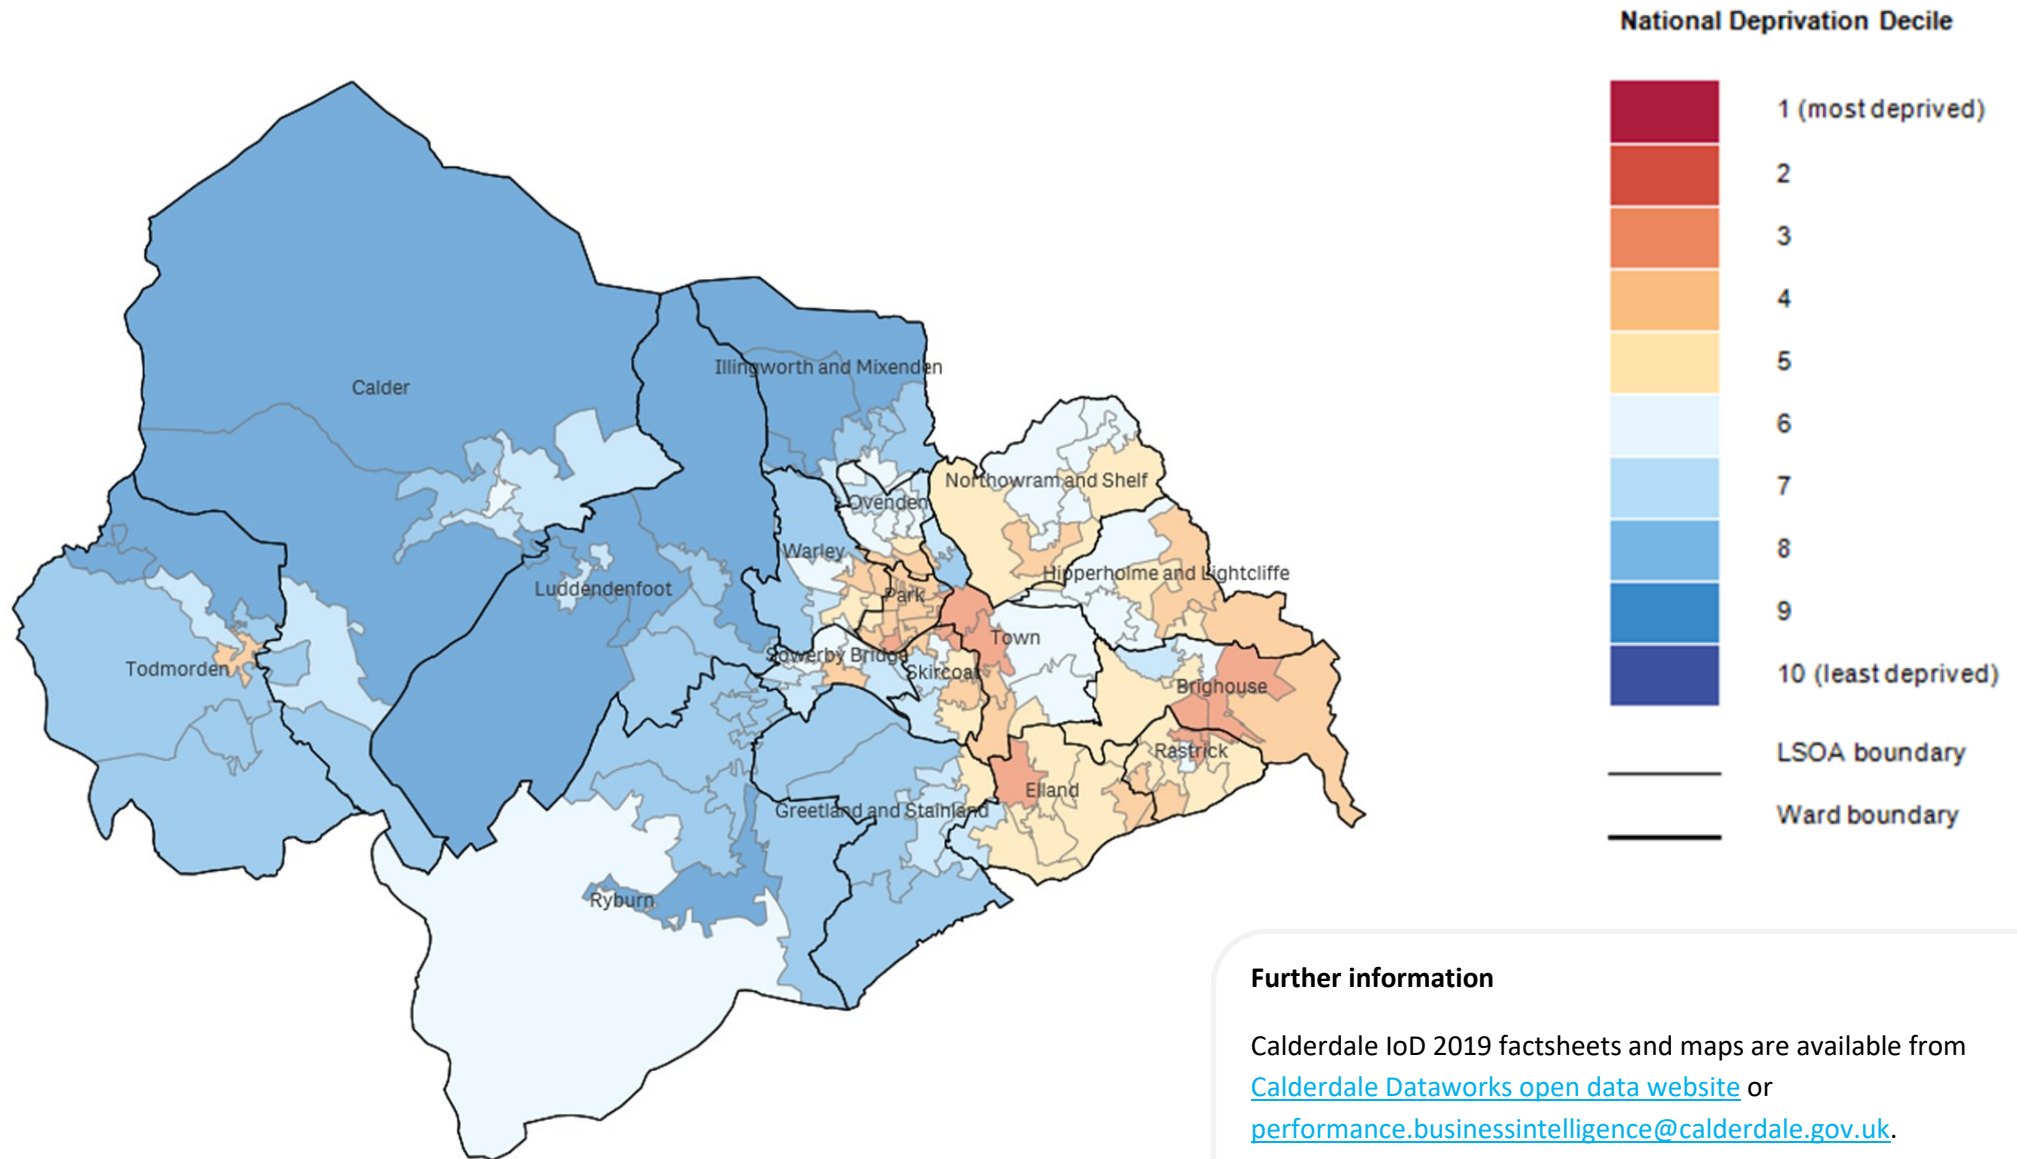 National Deprivation Decile
1 (most deprived)
2
3
4
5
6
7
8
9
10 (least deprived)
LSOA boundary
Ward boundary
Illingworth and Mixenden
Calder
Northowram and Shelf
Ovenden
Warley
Hipperholme and Lightcliffe
Luddendenfoot
Park
Town
Sowerby Bridge
Skircoat
Todmorden
Brighouse
Rastrick
Elland
Greetland and Stainland
Ryburn
Further information
Calderdale IoD 2019 factsheets and maps are available from
Calderdale Dataworks open data website or
performance.businessintelligence@calderdale.gov.uk.